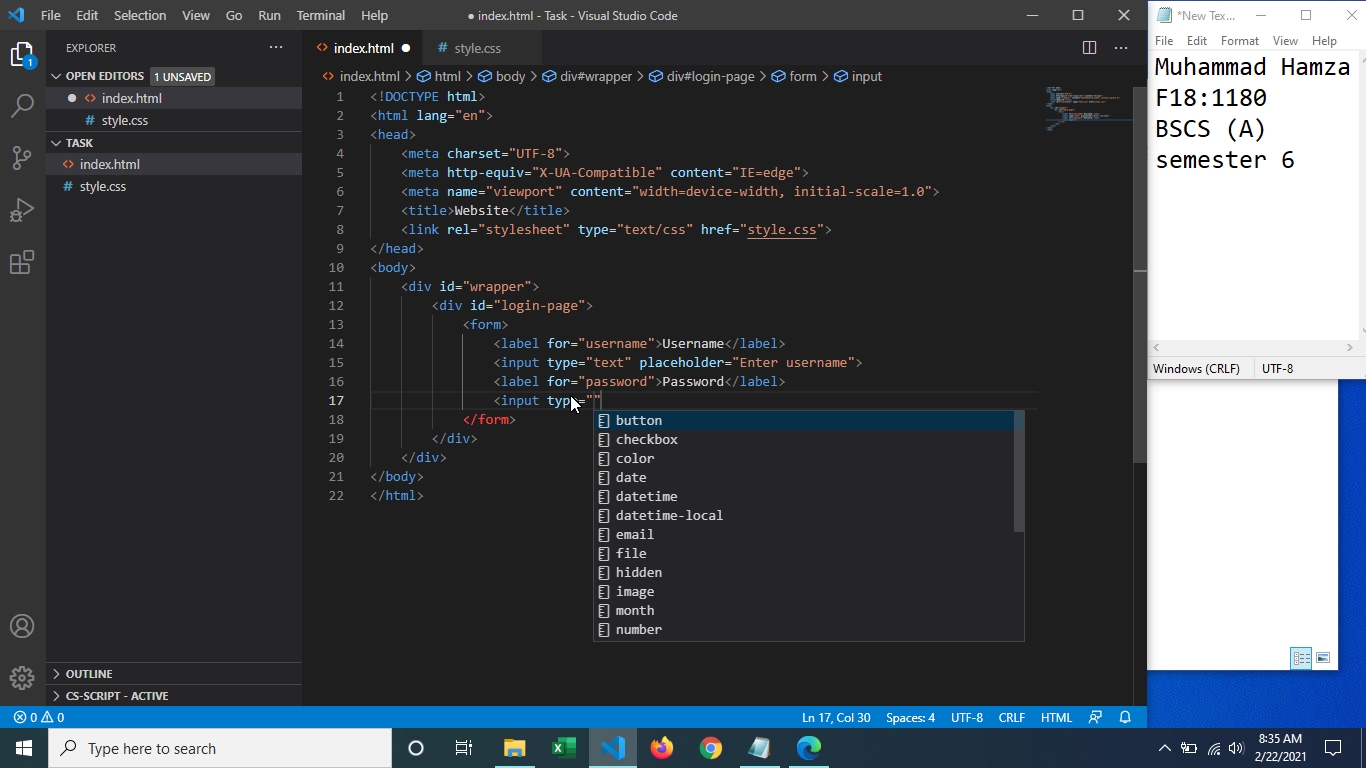 File Edit Selection View Go Run Terminal Help
● index.html - Task - Visual Studio Code
EXPLORER ···
OPEN EDITORS 1 UNSAVED
● <> index.html
# style.css
TASK
<> index.html
# style.css
OUTLINE
CS-SCRIPT - ACTIVE
1
<> index.html ●
# style.css
<> index.html > html > body > div#wrapper > div#login-page > form > input
1 <!DOCTYPE html>
2 <html lang="en">
3 <head>
4 <meta charset="UTF-8">
5 <meta http-equiv="X-UA-Compatible" content="IE=edge">
6 <meta name="viewport" content="width=device-width, initial-scale=1.0">
7 <title>Website</title>
8 <link rel="stylesheet" type="text/css" href="style.css">
9 </head>
10 <body>
11 <div id="wrapper">
12 <div id="login-page">
13 <form>
14 <label for="username">Username</label>
15 <input type="text" placeholder="Enter username">
16 <label for="password">Password</label>
17 <input type=""
18 </form>
19 </div>
20 </div>
21 </body>
22 </html>
button
checkbox
color
date
datetime
datetime-local
email
file
hidden
image
month
number
0 0
Ln 17, Col 30 Spaces: 4 UTF-8 CRLF HTML
*New Tex...
File Edit Format View Help
Muhammad Hamza
F18:1180
BSCS (A)
semester 6
Windows (CRLF) UTF-8
Type here to search
8:35 AM
2/22/2021